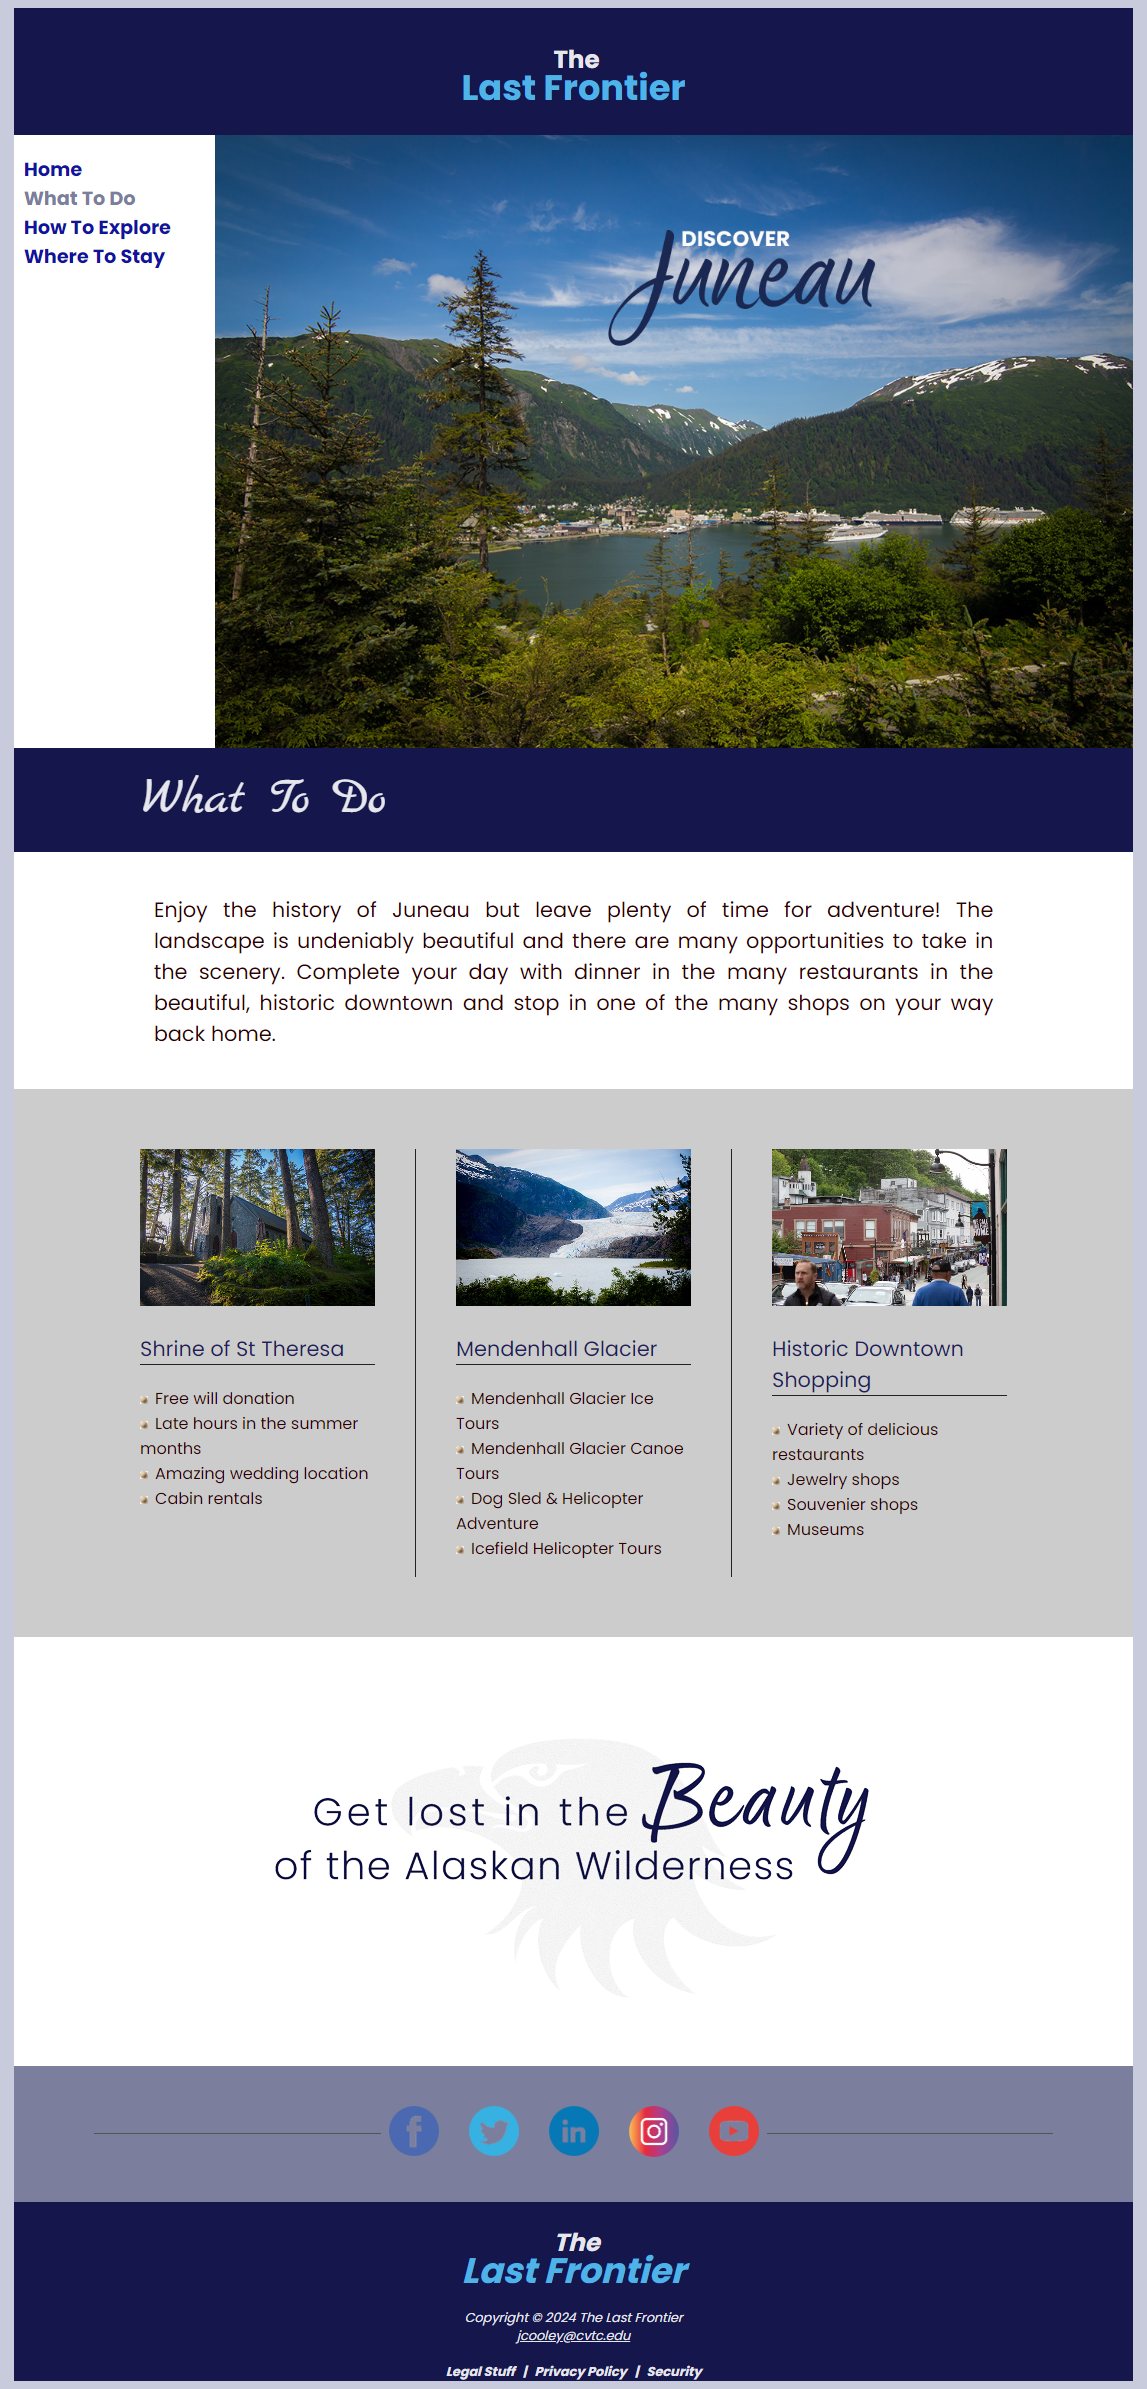 The
Last Frontier
Home
What To Do
How To Explore
Where To Stay
DISCOVER
Juneau
What To Do
Enjoy the history of Juneau but leave plenty of time for adventure! The
landscape is undeniably beautiful and there are many opportunities to take in
the scenery. Complete your day with dinner in the many restaurants in the
beautiful, historic downtown and stop in one of the many shops on your way
back home.
Shrine of St Theresa
Free will donation
Late hours in the summer
months
Amazing wedding location
Cabin rentals
Mendenhall Glacier
Mendenhall Glacier Ice
Tours
Mendenhall Glacier Canoe
Tours
Dog Sled & Helicopter
Adventure
Icefield Helicopter Tours
Historic Downtown
Shopping
Variety of delicious
restaurants
Jewelry shops
Souvenier shops
Museums
Get lost in the Beauty
of the Alaskan Wilderness
The
Last Frontier
Copyright © 2024 The Last Frontier
jcooley@cvtc.edu
Legal Stuff | Privacy Policy | Security